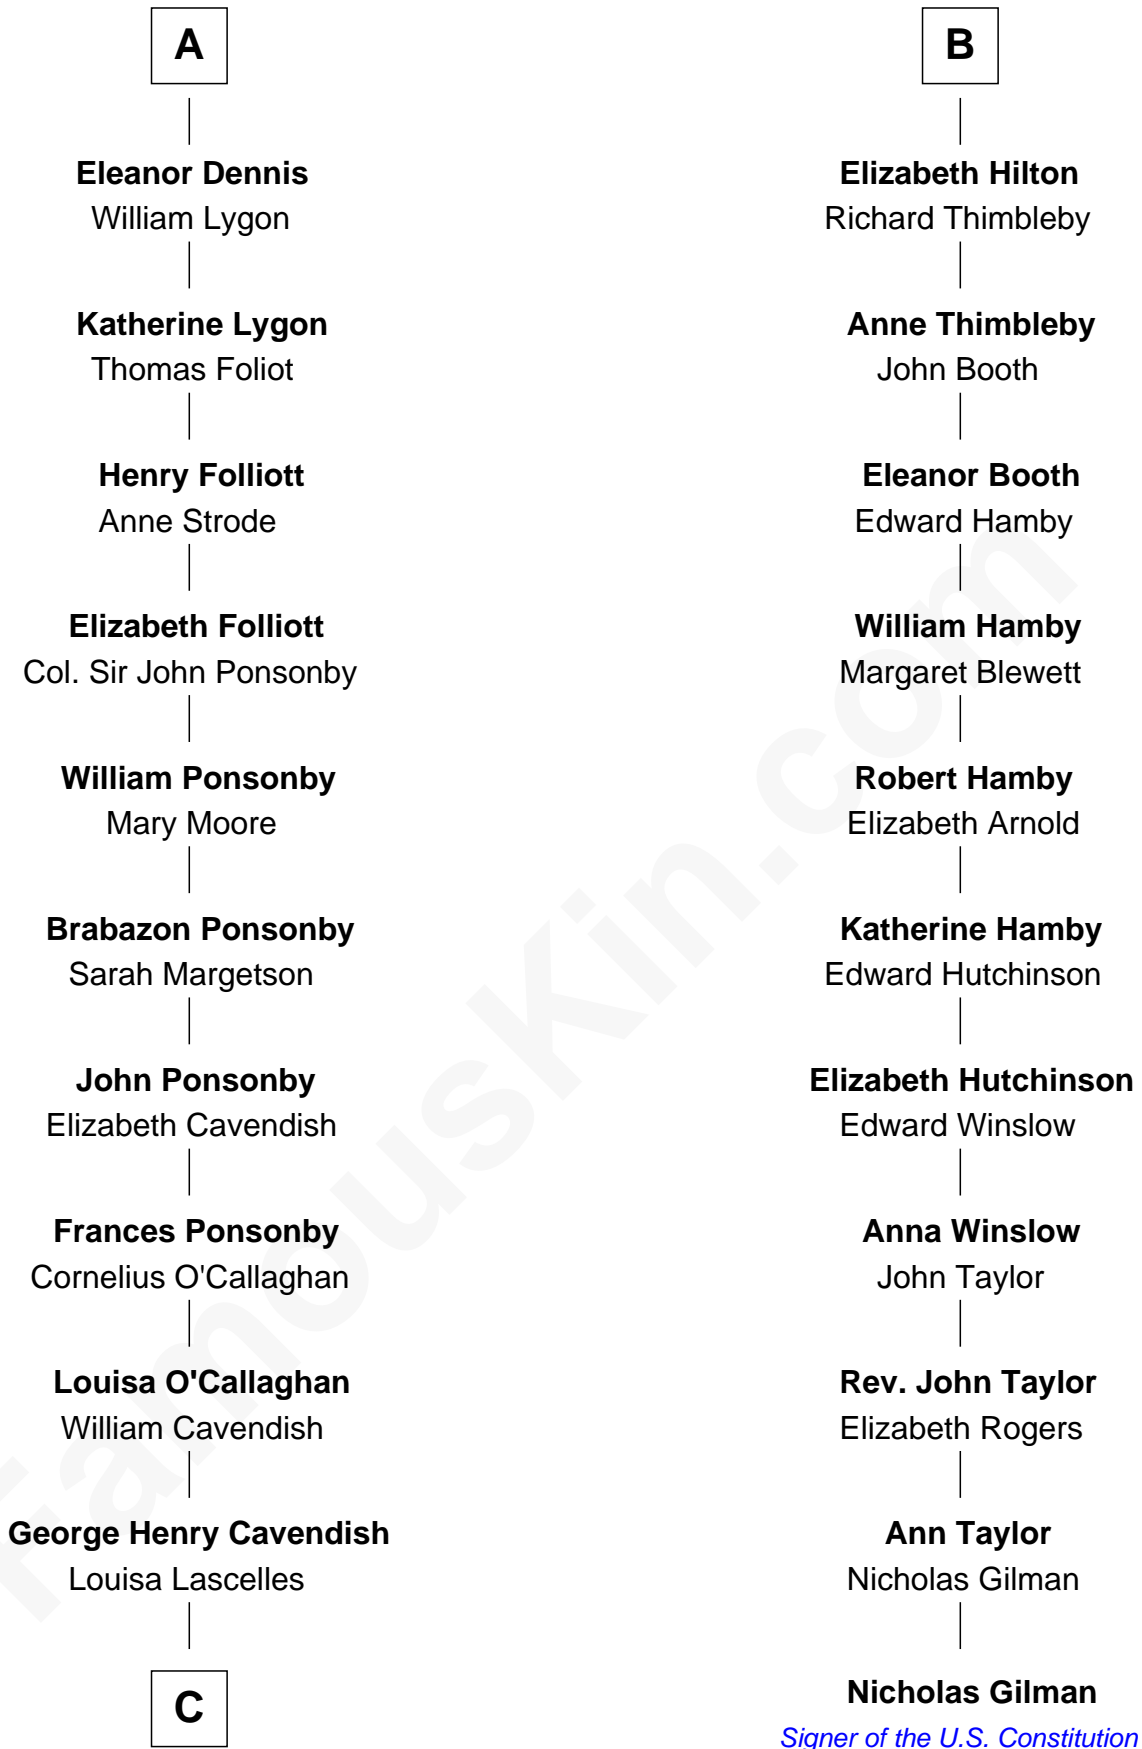 A
Eleanor Dennis
William Lygon
Katherine Lygon
Thomas Foliot
Henry Folliott
Anne Strode
Elizabeth Folliott
Col. Sir John Ponsonby
William Ponsonby
Mary Moore
Brabazon Ponsonby
Sarah Margetson
John Ponsonby
Elizabeth Cavendish
Frances Ponsonby
Cornelius O'Callaghan
Louisa O'Callaghan
William Cavendish
George Henry Cavendish
Louisa Lascelles
C
B
Elizabeth Hilton
Richard Thimbleby
Anne Thimbleby
John Booth
Eleanor Booth
Edward Hamby
William Hamby
Margaret Blewett
Robert Hamby
Elizabeth Arnold
Katherine Hamby
Edward Hutchinson
Elizabeth Hutchinson
Edward Winslow
Anna Winslow
John Taylor
Rev. John Taylor
Elizabeth Rogers
Ann Taylor
Nicholas Gilman
Nicholas Gilman
Signer of the U.S. Constitution
FamousKin.com